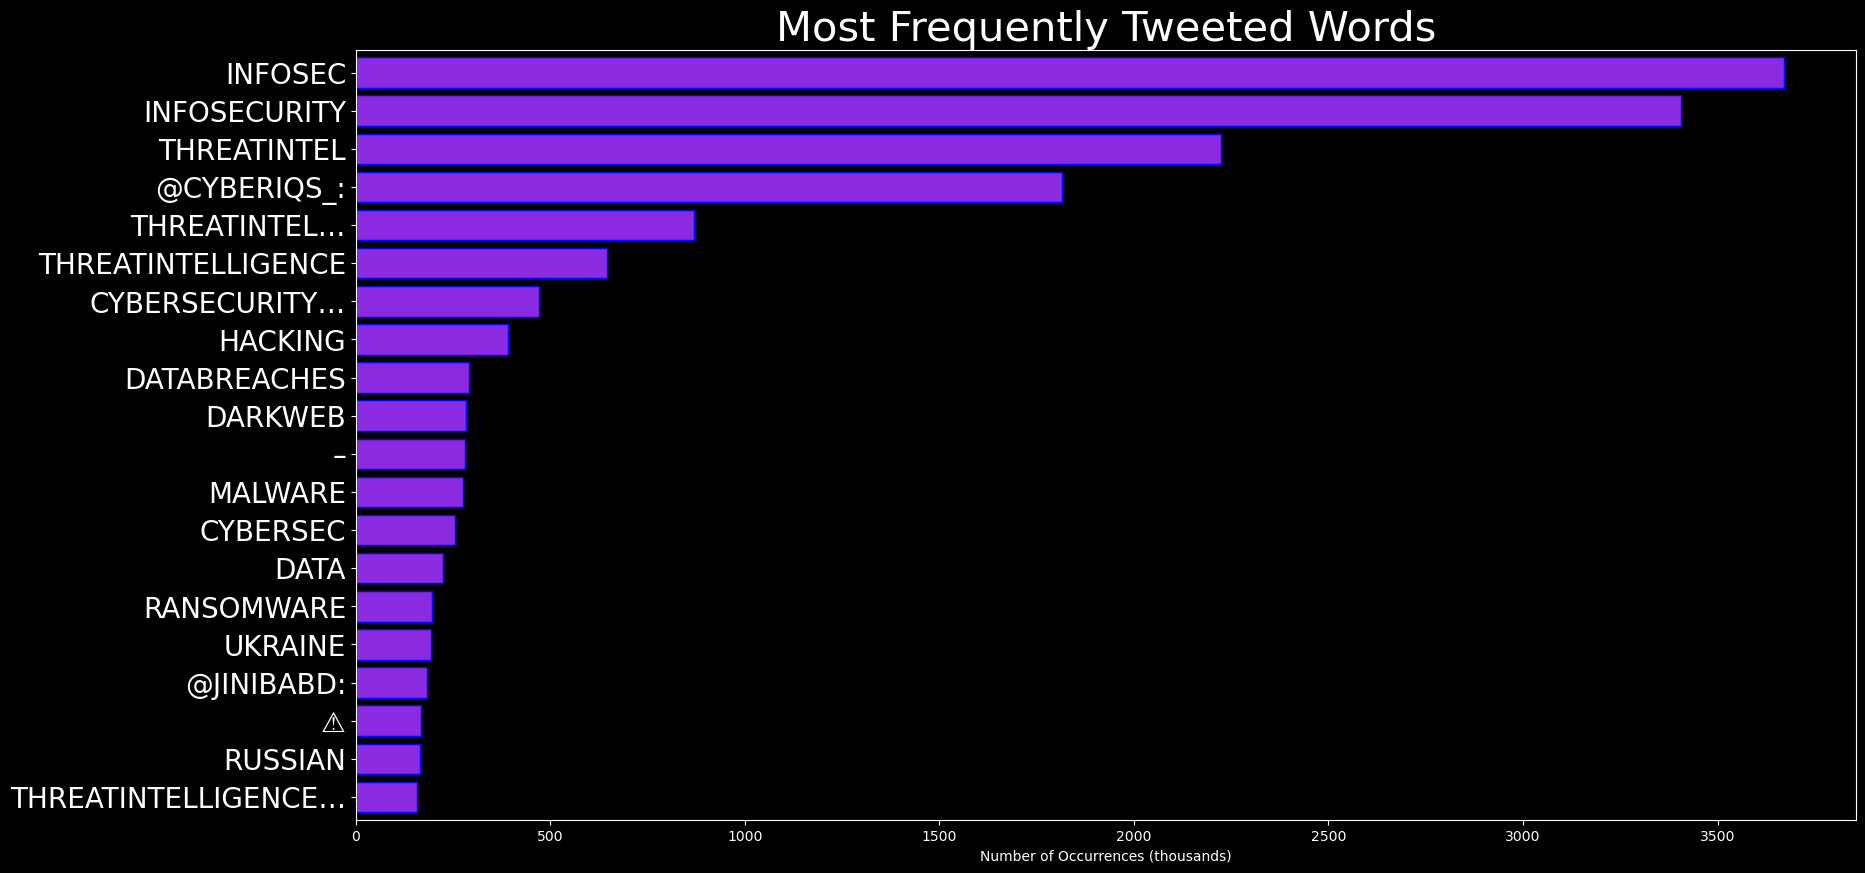 Most Frequently Tweeted Words
INFOSEC
INFOSECURITY
THREATINTEL
@CYBERIQS_:
THREATINTEL…
THREATINTELLIGENCE
CYBERSECURITY…
HACKING
DATABREACHES
DARKWEB
–
MALWARE
CYBERSEC
DATA
RANSOMWARE
UKRAINE
@JINIBABD:
⚠
RUSSIAN
THREATINTELLIGENCE…
0 500 1000 1500 2000 2500 3000 3500
Number of Occurrences (thousands)